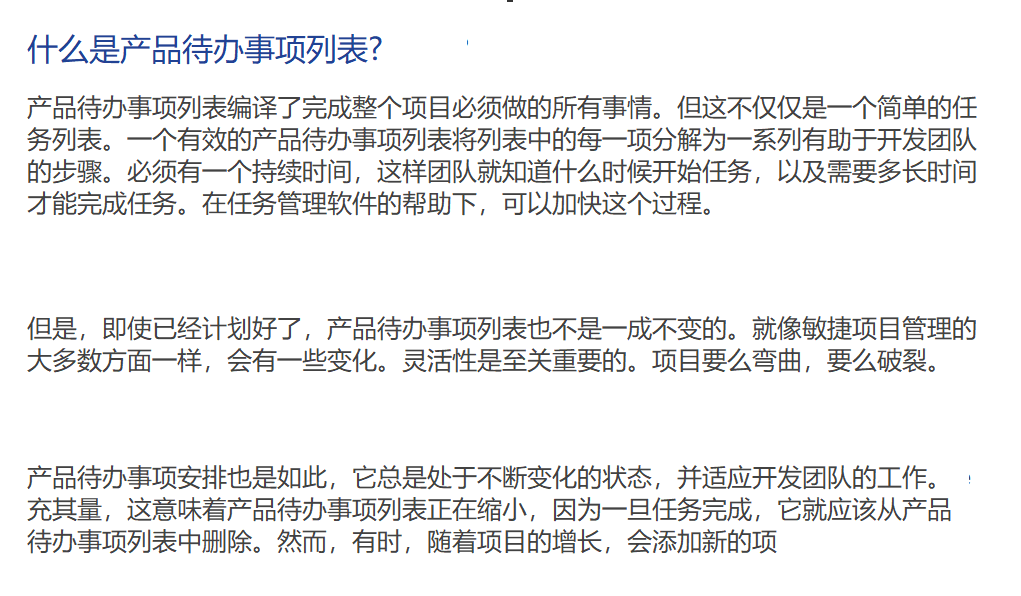 什么是产品待办事项列表?
产品待办事项列表编译了完成整个项目必须做的所有事情。但这不仅仅是一个简单的任
务列表。一个有效的产品待办事项列表将列表中的每一项分解为一系列有助于开发团队
的步骤。必须有一个持续时间，这样团队就知道什么时候开始任务，以及需要多长时间
才能完成任务。在任务管理软件的帮助下，可以加快这个过程。
但是，即使已经计划好了，产品待办事项列表也不是一成不变的。就像敏捷项目管理的
大多数方面一样，会有一些变化。灵活性是至关重要的。项目要么弯曲，要么破裂。
产品待办事项安排也是如此，它总是处于不断变化的状态，并适应开发团队的工作。
充其量，这意味着产品待办事项列表正在缩小，因为一旦任务完成，它就应该从产品
待办事项列表中删除。然而，有时，随着项目的增长，会添加新的项